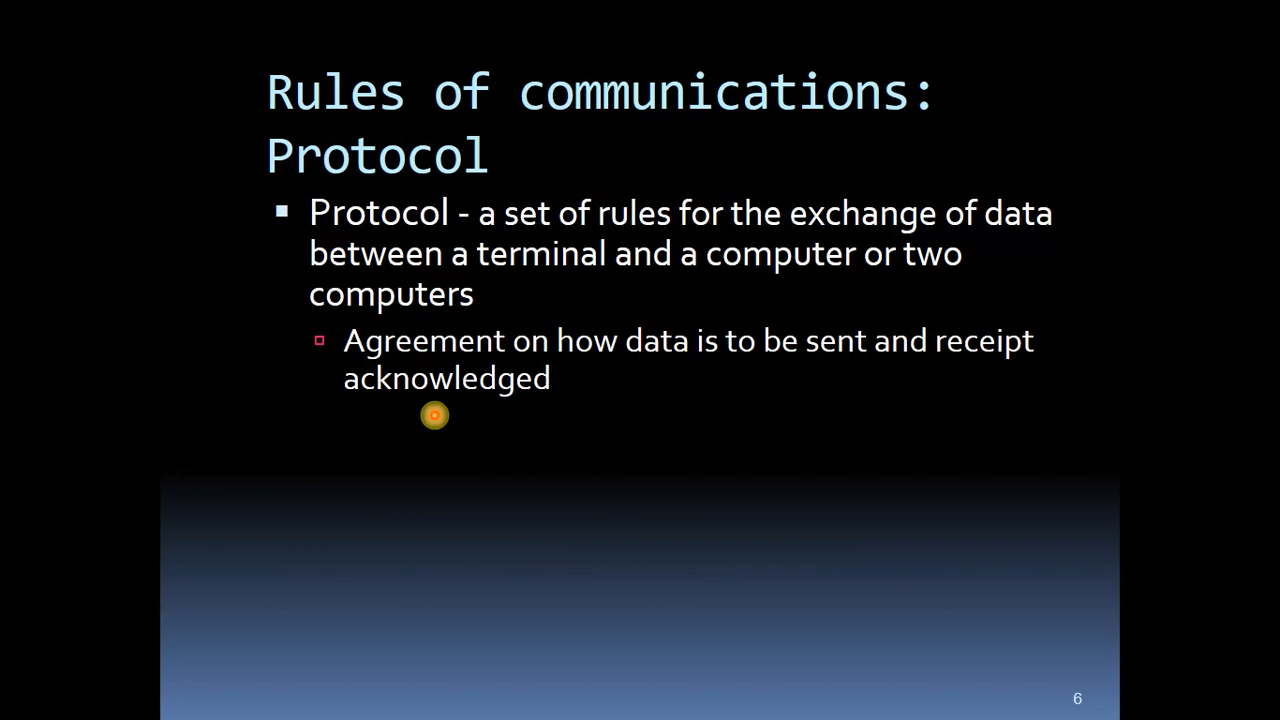 Rules of communications:
Protocol
Protocol - a set of rules for the exchange of data
between a terminal and a computer or two
computers
Agreement on how data is to be sent and receipt
acknowledged
6